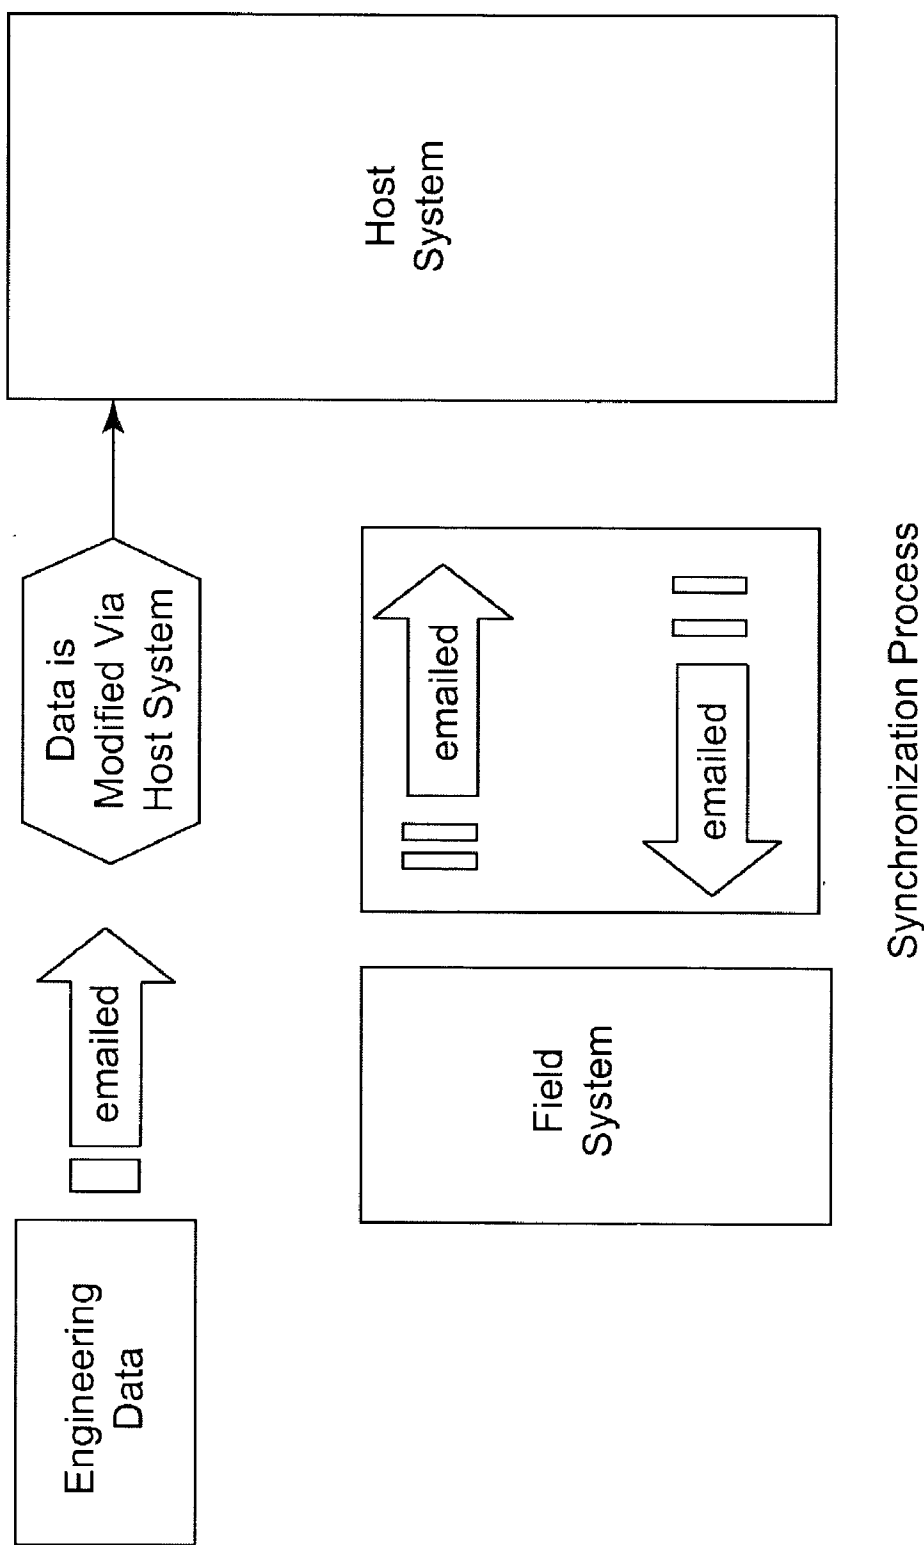 Engineering
Data
emailed
Data is
Modified Via
Host System
Host
System
Field
System
emailed
emailed
Synchronization Process